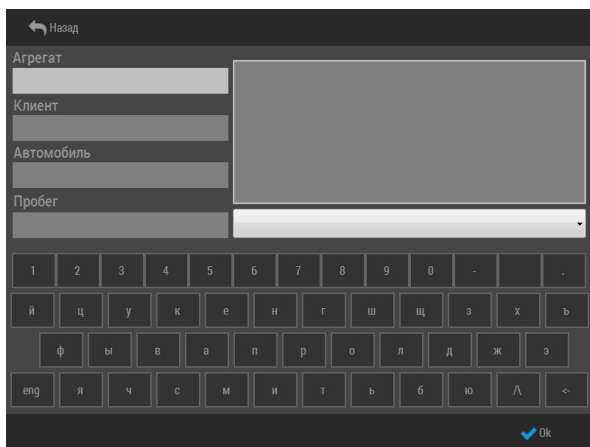 Назад
Агрегат
Клиент
Автомобиль
Пробег
1 2 3 4 5 6 7 8 9 0 - .
й ц у к е н г ш щ з х ъ
ф ы в а п р о л д ж э
eng я ч с м и т ь б ю /\ <-
Ok